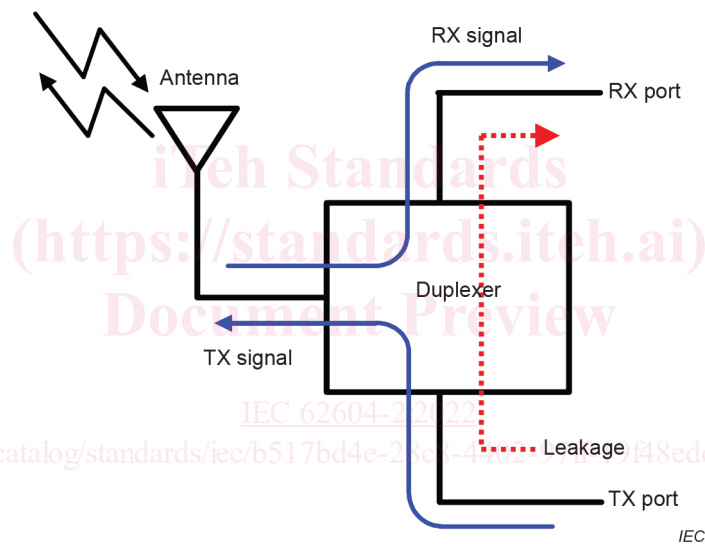 RX signal
Antenna
RX port
iTeh Standards
(https://standards.iteh.ai)
Duplexer
Document Preview
TX signal
IEC 62604-2:2022
Leakage
TX port
IEC